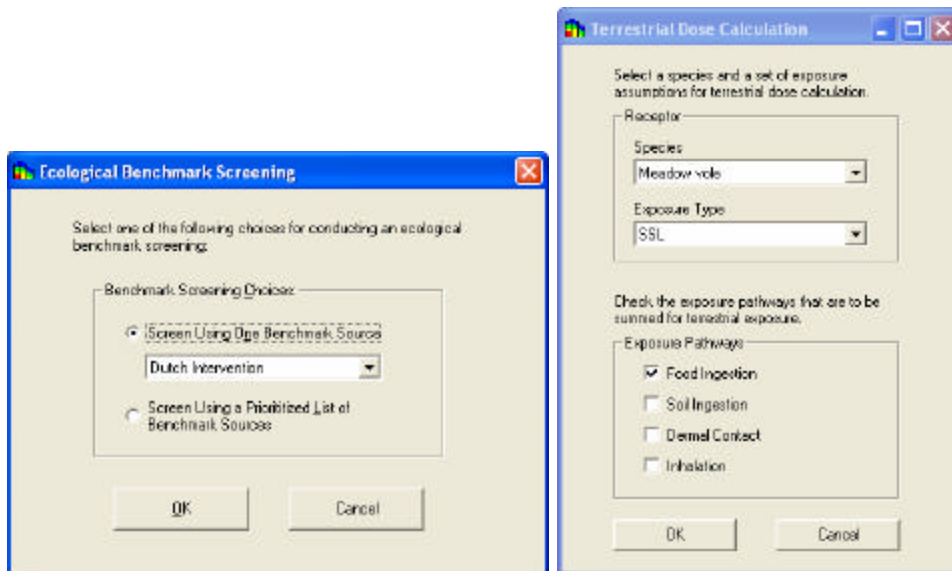 Ecological Benchmark Screening
Select one of the following choices for conducting an ecological
benchmark screening:
Benchmark Screening Choices:
Screen Using One Benchmark Source
Dutch Intervention
Screen Using a Prioritized List of
Benchmark Sources
OK
Cancel
Terrestrial Dose Calculation
Select a species and a set of exposure
assumptions for terrestrial dose calculation.
Receptor
Species
Meadow vole
Exposure Type
SSL
Check the exposure pathways that are to be
summed for terrestrial exposure.
Exposure Pathways
Food Ingestion
Soil Ingestion
Dermal Contact
Inhalation
OK
Cancel